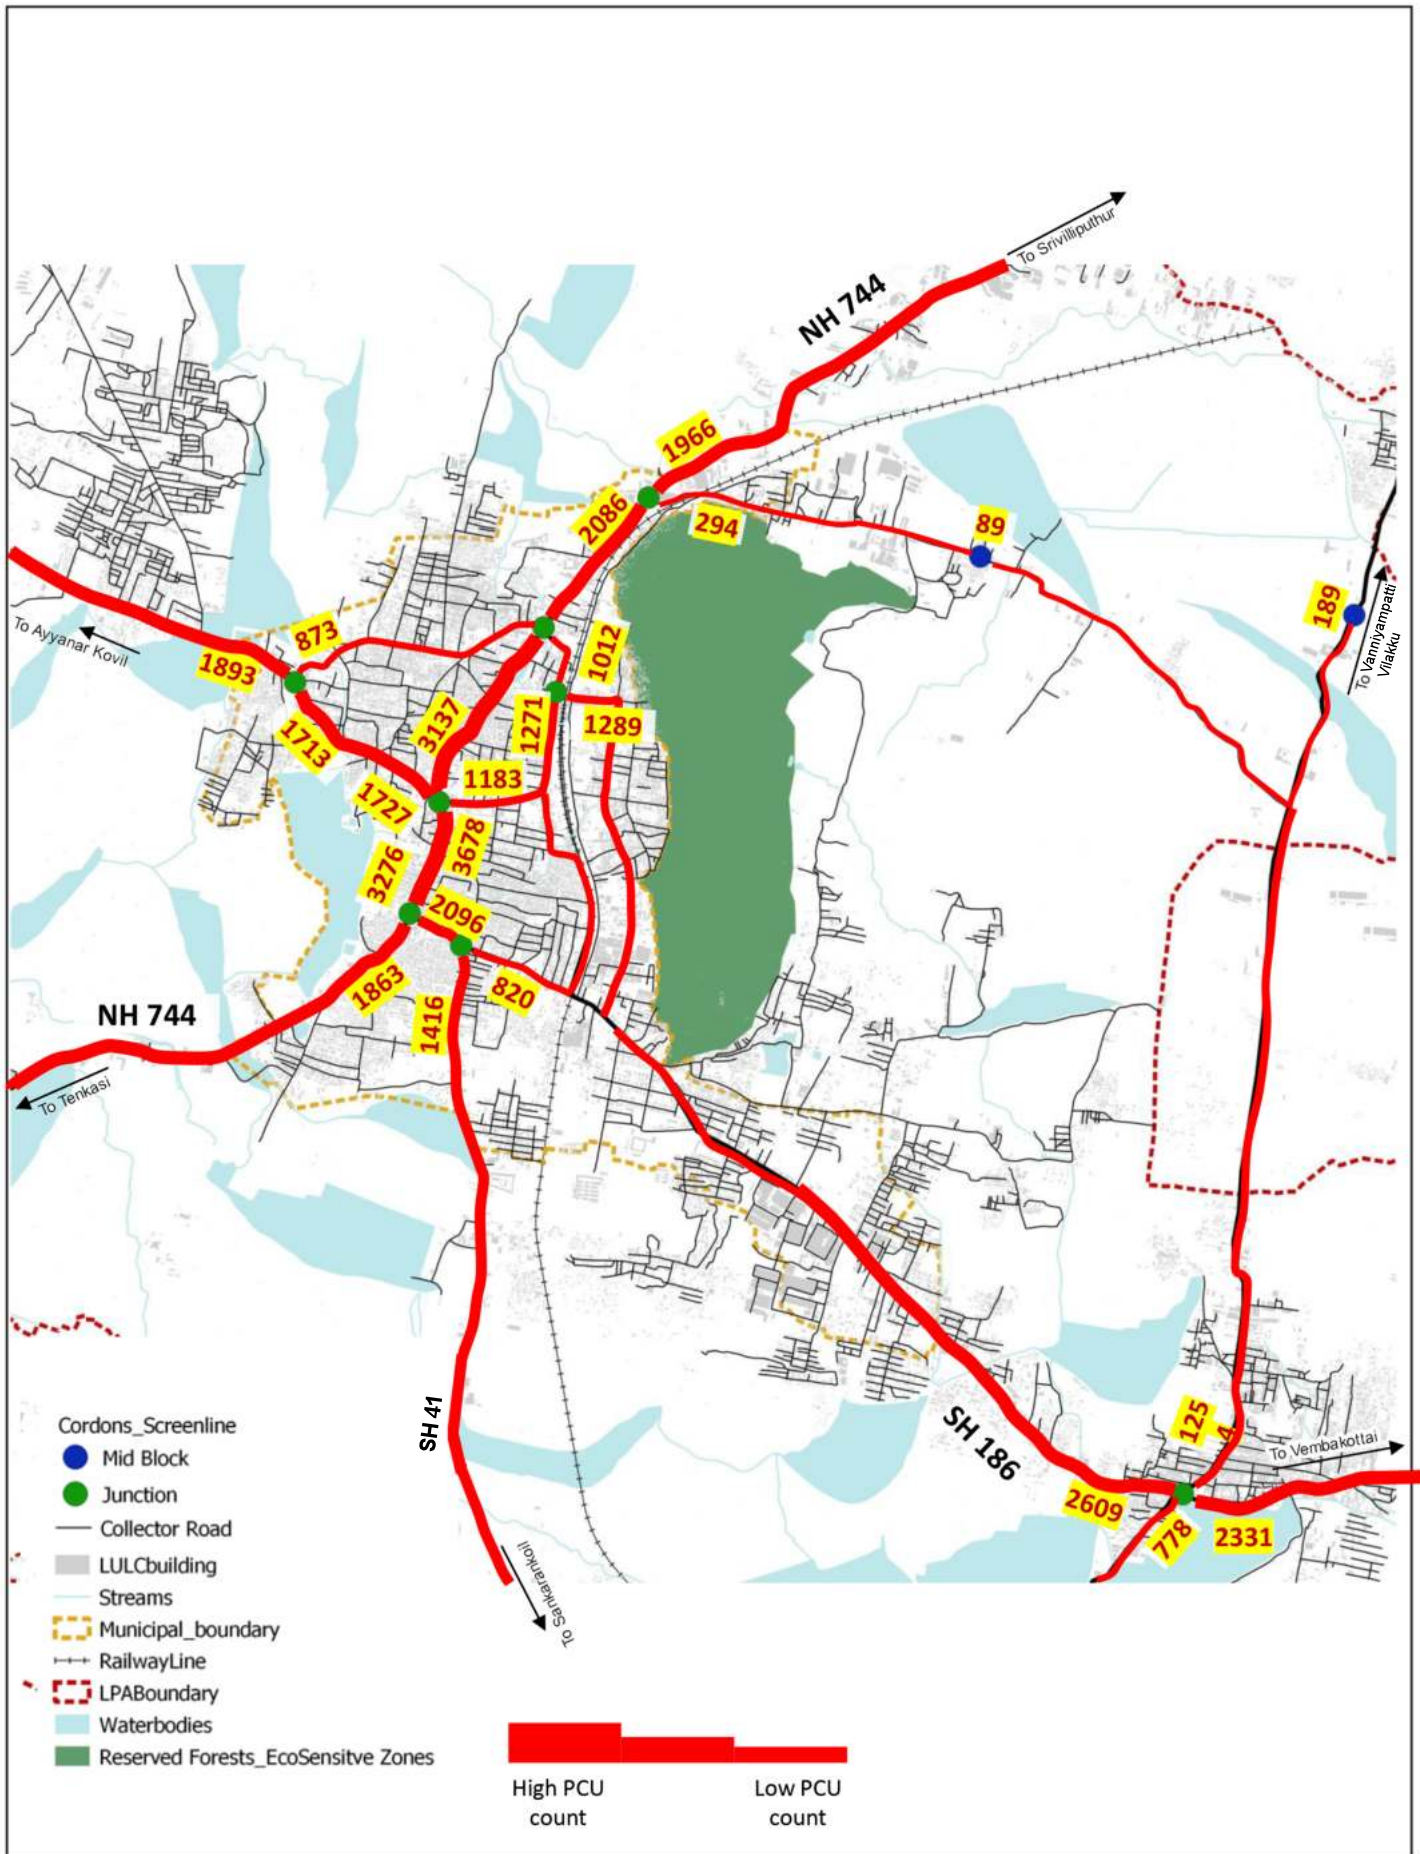 To Srivilliputhur
NH 744
1966
2086
294
89
189
To Vanniyampatti
Vilakku
To Ayyanar Kovil
873
1893
1012
1713
3137
1271
1289
1183
1727
3678
3276
2096
1863
820
1416
NH 744
To Tenkasi
SH 41
SH 186
125
4
To Vembakottai
2609
778
2331
To Sankarankoil
Cordons_Screenline
Mid Block
Junction
Collector Road
LULCbuilding
Streams
Municipal_boundary
RailwayLine
LPABoundary
Waterbodies
Reserved Forests_EcoSensitve Zones
High PCU
count
Low PCU
count